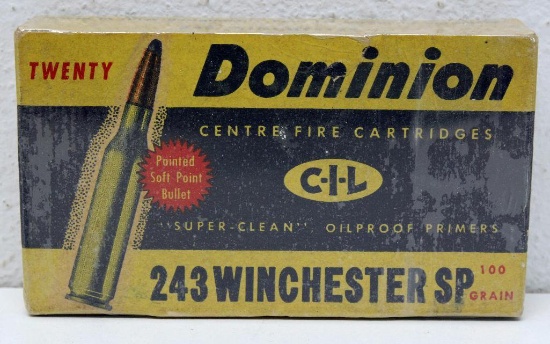 TWENTY
Dominion
CENTRE FIRE CARTRIDGES
Pointed
Soft Point
Bullet
C-I-L
"SUPER-CLEAN", OILPROOF PRIMERS
243 WINCHESTER SP
100
GRAIN